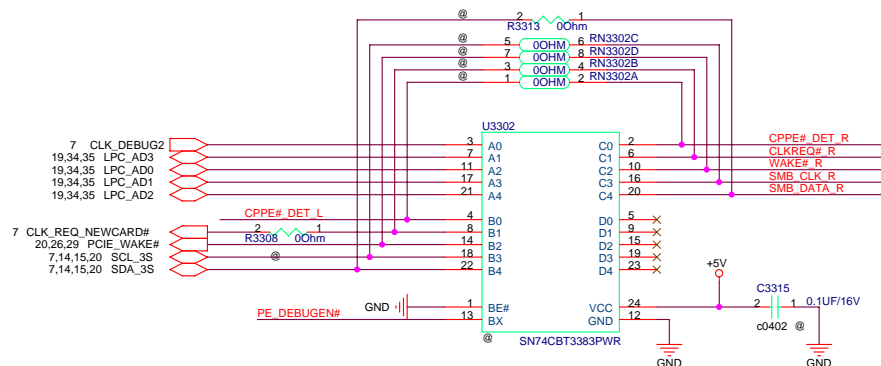 @ 2 1
R3313 0Ohm
@ 5 0OHM 6 RN3302C
@ 7 0OHM 8 RN3302D
@ 3 0OHM 4 RN3302B
@ 1 0OHM 2 RN3302A
U3302
7 CLK_DEBUG2 3 A0 C0 2 CPPE#_DET_R
19,34,35 LPC_AD3 7 A1 C1 6 CLKREQ#_R
19,34,35 LPC_AD0 11 A2 C2 10 WAKE#_R
19,34,35 LPC_AD1 17 A3 C3 16 SMB_CLK_R
19,34,35 LPC_AD2 21 A4 C4 20 SMB_DATA_R
CPPE#_DET_L 4 B0 D0 5
7 CLK_REQ_NEWCARD# 2 1 8 B1 D1 9
R3308 0Ohm
20,26,29 PCIE_WAKE# 14 B2 D2 15
7,14,15,20 SCL_3S @ 18 B3 D3 19
7,14,15,20 SDA_3S 22 B4 D4 23
+5V
C3315
GND 1 BE# VCC 24 2 1 0.1UF/16V
PE_DEBUGEN# 13 BX GND 12
c0402 @
@ SN74CBT3383PWR
GND GND